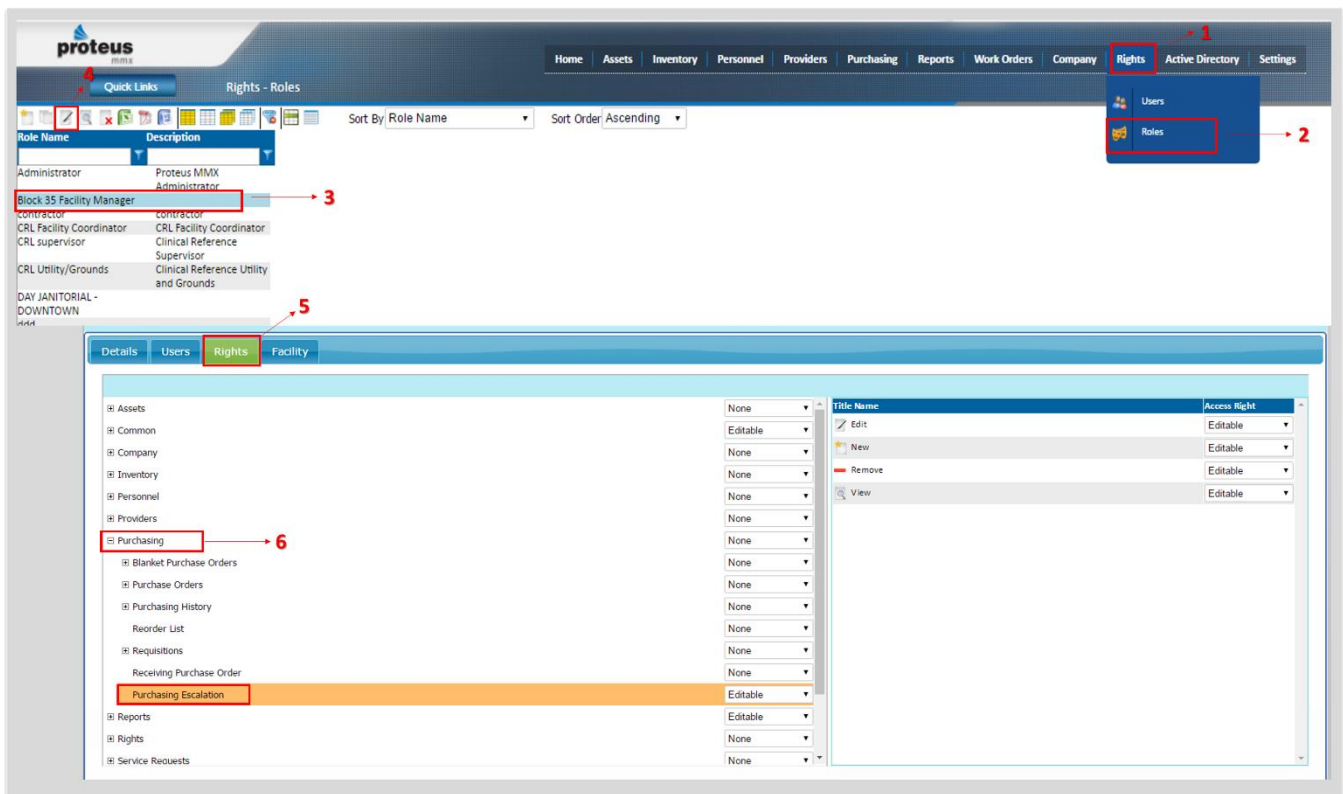 1
proteus
mmx
Home Assets Inventory Personnel Providers Purchasing Reports Work Orders Company Rights Active Directory Settings
4
Quick Links Rights - Roles
Users
Roles
2
Sort By Role Name Sort Order Ascending
Role Name Description
Administrator Proteus MMX
Administrator
Block 35 Facility Manager
3
contractor contractor
CRL Facility Coordinator CRL Facility Coordinator
CRL supervisor Clinical Reference
Supervisor
CRL Utility/Grounds Clinical Reference Utility
and Grounds
DAY JANITORIAL -
DOWNTOWN
ddd
5
Details Users Rights Facility
Title Name Access Right
Assets None
Edit Editable
Common Editable
New Editable
Company None
Remove Editable
Inventory None
View Editable
Personnel None
Providers None
Purchasing None
6
Blanket Purchase Orders None
Purchase Orders None
Purchasing History None
Reorder List None
Requisitions None
Receiving Purchase Order None
Purchasing Escalation Editable
Reports Editable
Rights None
Service Requests None